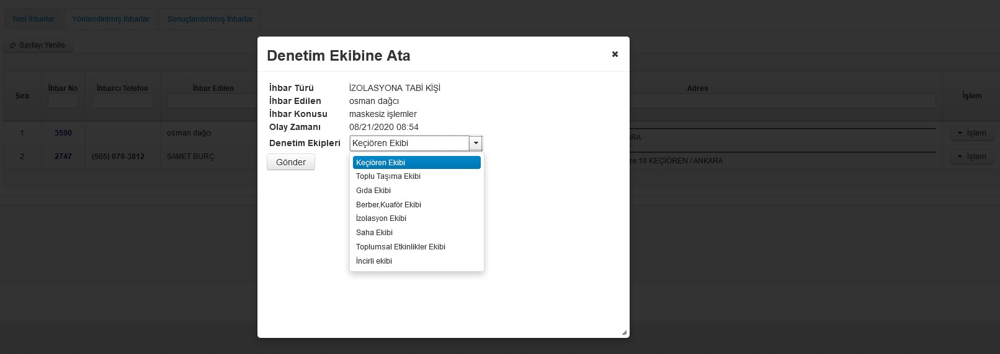 Yeni İhbarlar Yönlendirilmiş İhbarlar Sonuçlandırılmış İhbarlar
Sayfayı Yenile
Sıra İhbar No İhbarcı Telefon İhbar Edilen Adres İşlem
1 3590 osman dağcı ARA İşlem
2 2747 (505) 079-3812 SAMET BURÇ re:18 KEÇİÖREN / ANKARA İşlem
Denetim Ekibine Ata
İhbar Türü İZOLASYONA TABİ KİŞİ
İhbar Edilen osman dağcı
İhbar Konusu maskesiz işlemler
Olay Zamanı 08/21/2020 08:54
Denetim Ekipleri Keçiören Ekibi
Gönder
Keçiören Ekibi
Toplu Taşıma Ekibi
Gıda Ekibi
Berber,Kuaför Ekibi
İzolasyon Ekibi
Saha Ekibi
Toplumsal Etkinlikler Ekibi
İncirli ekibi